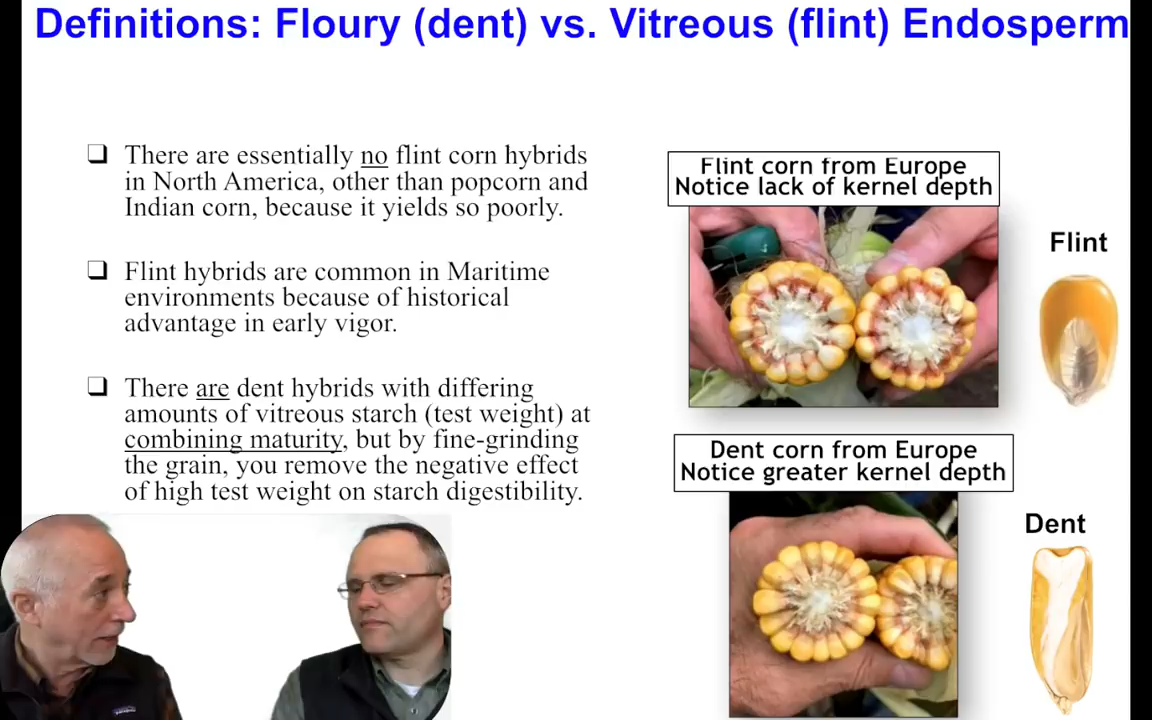 Definitions: Floury (dent) vs. Vitreous (flint) Endosperm
There are essentially no flint corn hybrids
in North America, other than popcorn and
Indian corn, because it yields so poorly.
Flint hybrids are common in Maritime
environments because of historical
advantage in early vigor.
There are dent hybrids with differing
amounts of vitreous starch (test weight) at
combining maturity, but by fine-grinding
the grain, you remove the negative effect
of high test weight on starch digestibility.
Flint corn from Europe
Notice lack of kernel depth
Flint
Dent corn from Europe
Notice greater kernel depth
Dent
patagonia